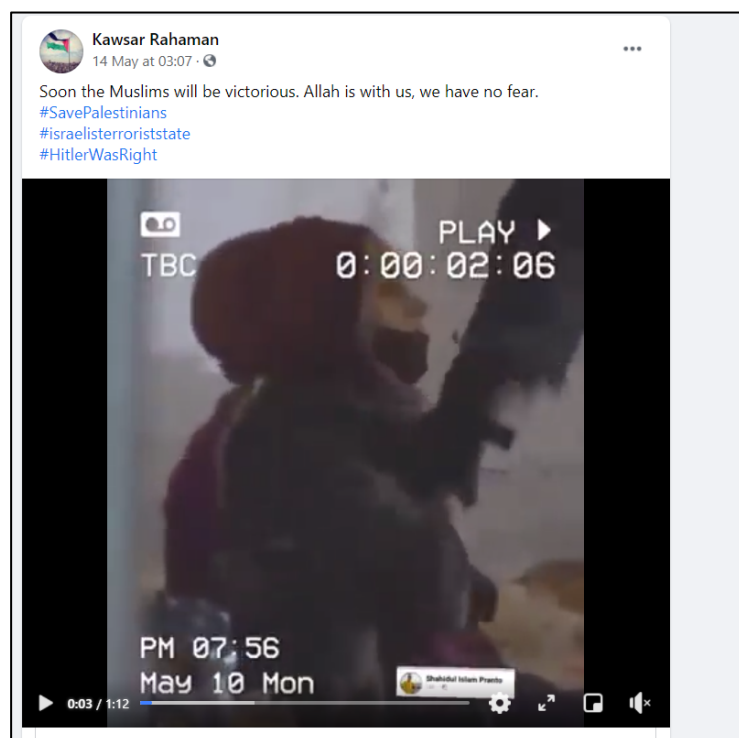 Kawsar Rahaman
14 May at 03:07 ·
Soon the Muslims will be victorious. Allah is with us, we have no fear.
#SavePalestinians
#israelisterroriststate
#HitlerWasRight
PLAY
TBC
0:00:02:06
PM 07:56
May 10 Mon
Shahidul Islam Pranto
0:03 / 1:12